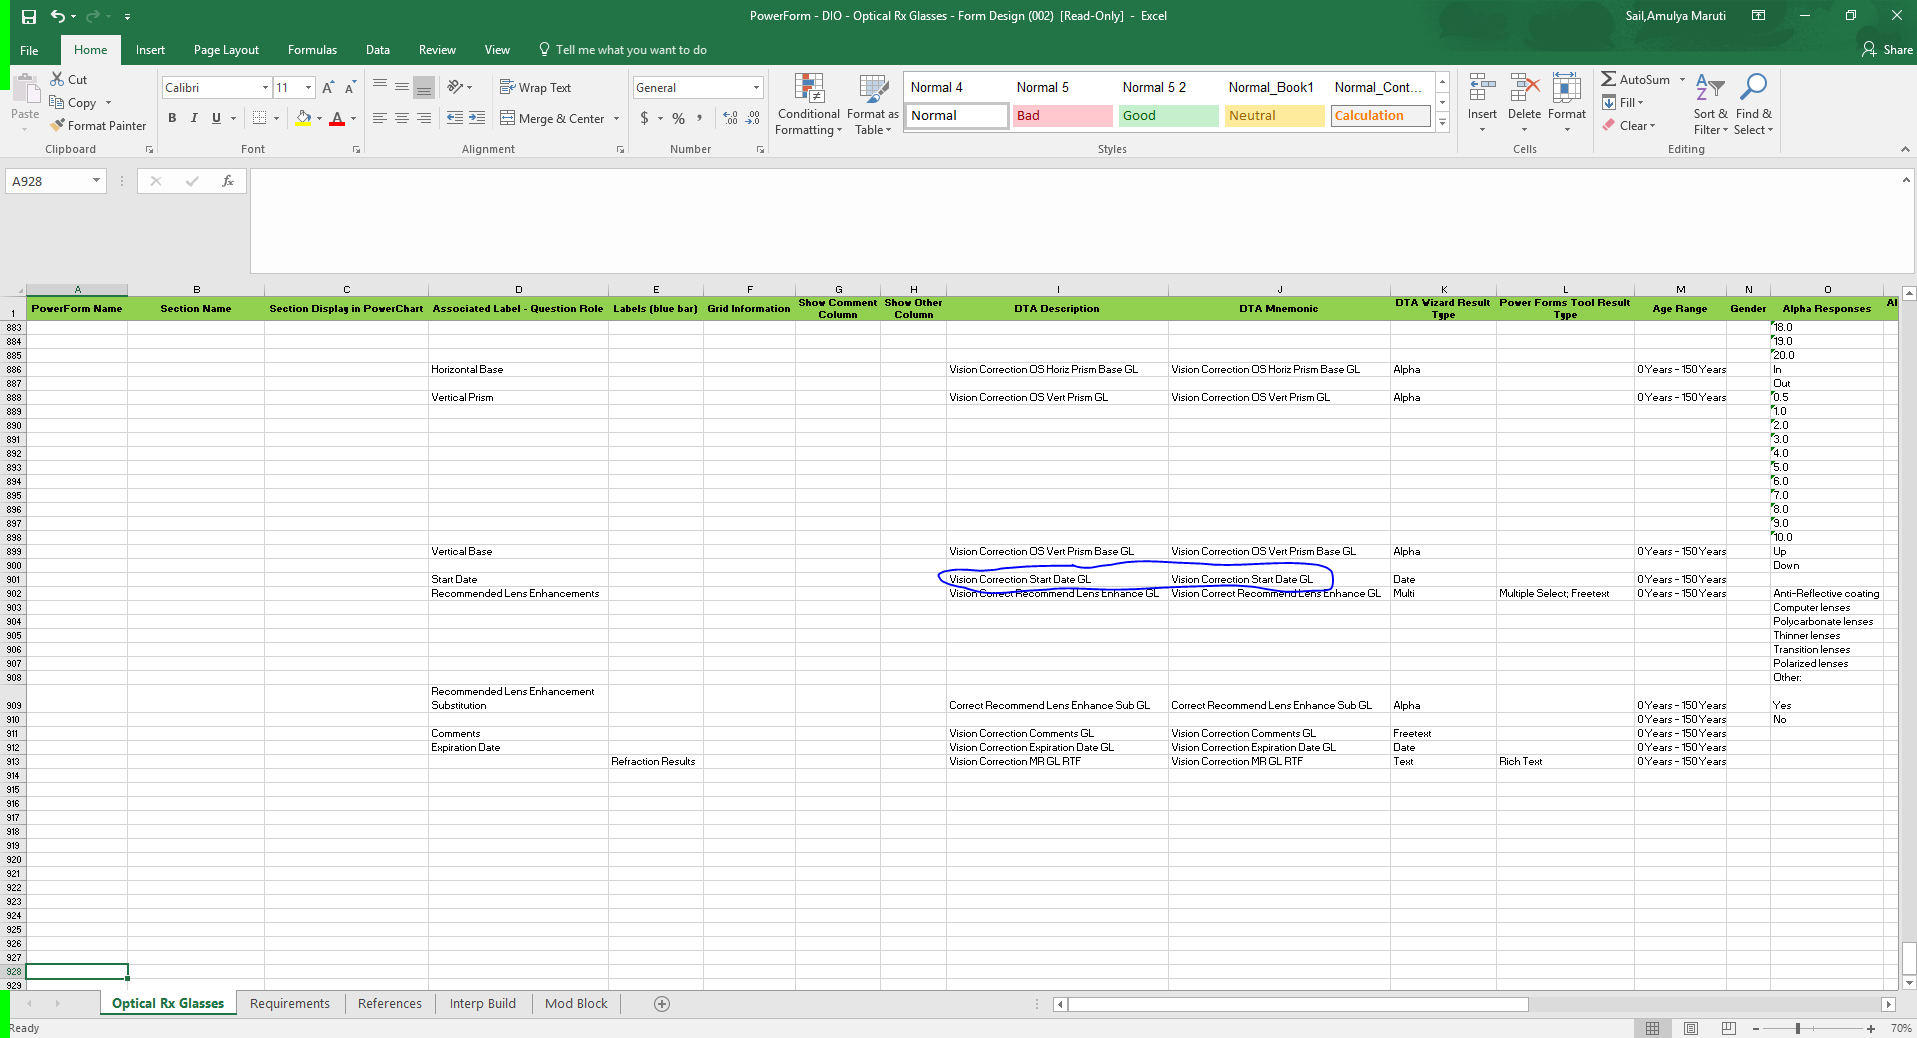 PowerForm - DIO - Optical Rx Glasses - Form Design (002) [Read-Only] - Excel
Sail,Amulya Maruti
File Home Insert Page Layout Formulas Data Review View Tell me what you want to do
Share
Paste Cut Copy Format Painter
Calibri 11
B I U
Wrap Text
Merge & Center
General
$ % ,
Conditional Formatting
Format as Table
Normal 4 Normal 5 Normal 5 2 Normal_Book1 Normal_Cont...
Normal Bad Good Neutral Calculation
Insert Delete Format
AutoSum
Fill
Clear
Sort & Filter
Find & Select
Clipboard Font Alignment Number Styles Cells Editing
A928 fx
A B C D E F G H I J K L M N O
1 PowerForm Name Section Name Section Display in PowerChart Associated Label - Question Role Labels (blue bar) Grid Information Show Comment Column Show Other Column DTA Description DTA Mnemonic DTA Wizard Result Type Power Forms Tool Result Type Age Range Gender Alpha Responses Al
883 18.0
884 19.0
885 20.0
886 Horizontal Base Vision Correction OS Horiz Prism Base GL Vision Correction OS Horiz Prism Base GL Alpha 0 Years - 150 Years In
887 Out
888 Vertical Prism Vision Correction OS Vert Prism GL Vision Correction OS Vert Prism GL Alpha 0 Years - 150 Years 0.5
889 1.0
890 2.0
891 3.0
892 4.0
893 5.0
894 6.0
895 7.0
896 8.0
897 9.0
898 10.0
899 Vertical Base Vision Correction OS Vert Prism Base GL Vision Correction OS Vert Prism Base GL Alpha 0 Years - 150 Years Up
900 Down
901 Start Date Vision Correction Start Date GL Vision Correction Start Date GL Date 0 Years - 150 Years
902 Recommended Lens Enhancements Vision Correct Recommend Lens Enhance GL Vision Correct Recommend Lens Enhance GL Multi Multiple Select; Freetext 0 Years - 150 Years Anti-Reflective coating
903 Computer lenses
904 Polycarbonate lenses
905 Thinner lenses
906 Transition lenses
907 Polarized lenses
908 Other:
Recommended Lens Enhancement
909 Substitution Correct Recommend Lens Enhance Sub GL Correct Recommend Lens Enhance Sub GL Alpha 0 Years - 150 Years Yes
910 0 Years - 150 Years No
911 Comments Vision Correction Comments GL Vision Correction Comments GL Freetext 0 Years - 150 Years
912 Expiration Date Vision Correction Expiration Date GL Vision Correction Expiration Date GL Date 0 Years - 150 Years
913 Refraction Results Vision Correction MR GL RTF Vision Correction MR GL RTF Text Rich Text 0 Years - 150 Years
914
915
916
917
918
919
920
921
922
923
924
925
926
927
928
929
Optical Rx Glasses Requirements References Interp Build Mod Block
Ready
70%